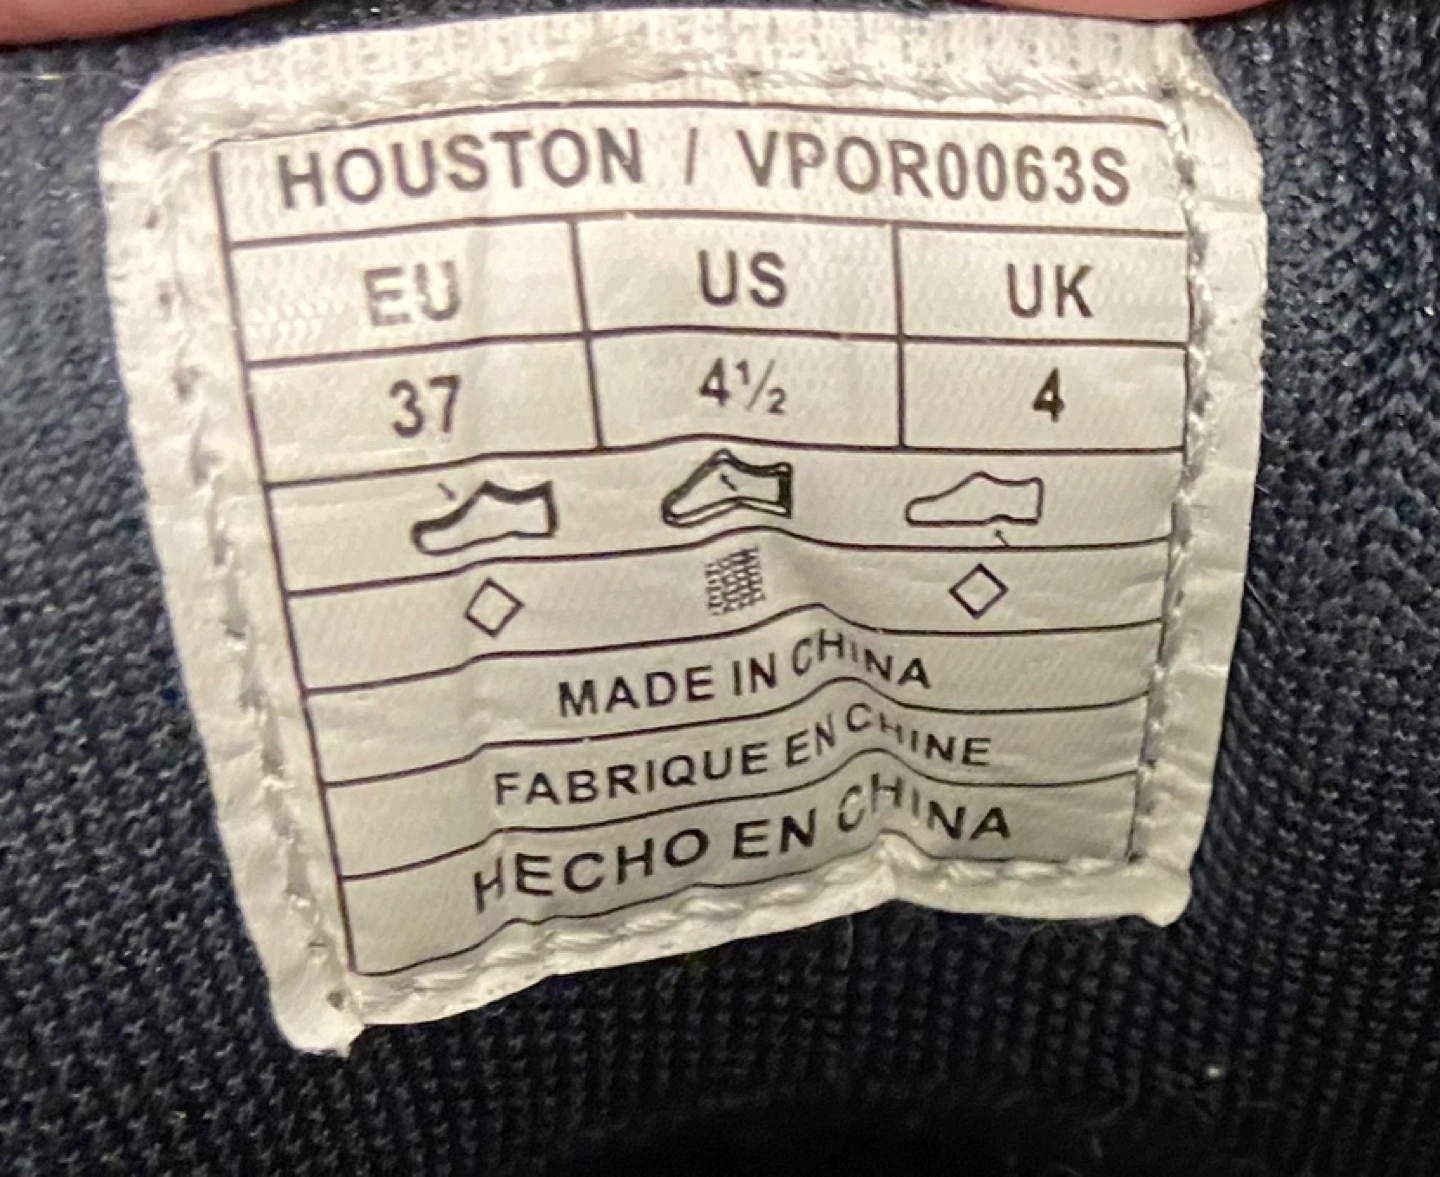 HOUSTON / VPOR0063S
EU US UK
37 4½ 4
MADE IN CHINA
FABRIQUE EN CHINE
HECHO EN CHINA